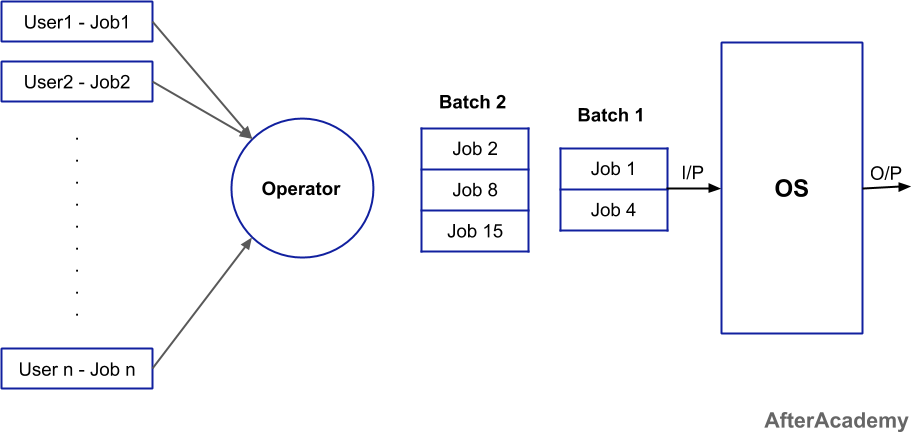 User1 - Job1
User2 - Job2
User n - Job n
Operator
Batch 2
Job 2
Job 8
Job 15
Batch 1
Job 1
Job 4
I/P
OS
O/P
AfterAcademy